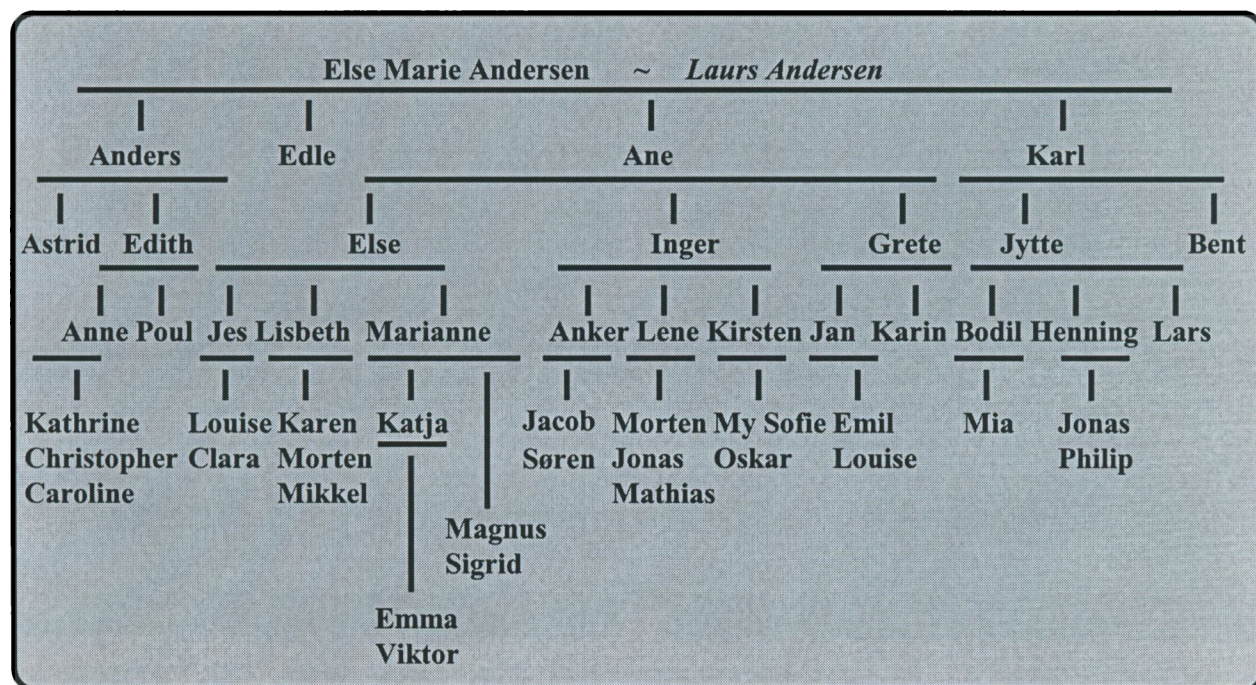 Else Marie Andersen ~ Laurs Andersen
Anders Edle Ane Karl
Astrid Edith Else Inger Grete Jytte Bent
Anne Poul Jes Lisbeth Marianne Anker Lene Kirsten Jan Karin Bodil Henning Lars
Kathrine Louise Karen Katja Jacob Morten My Sofie Emil Mia Jonas
Christopher Clara Morten Søren Jonas Oskar Louise Philip
Caroline Mikkel Mathias
Magnus
Sigrid
Emma
Viktor